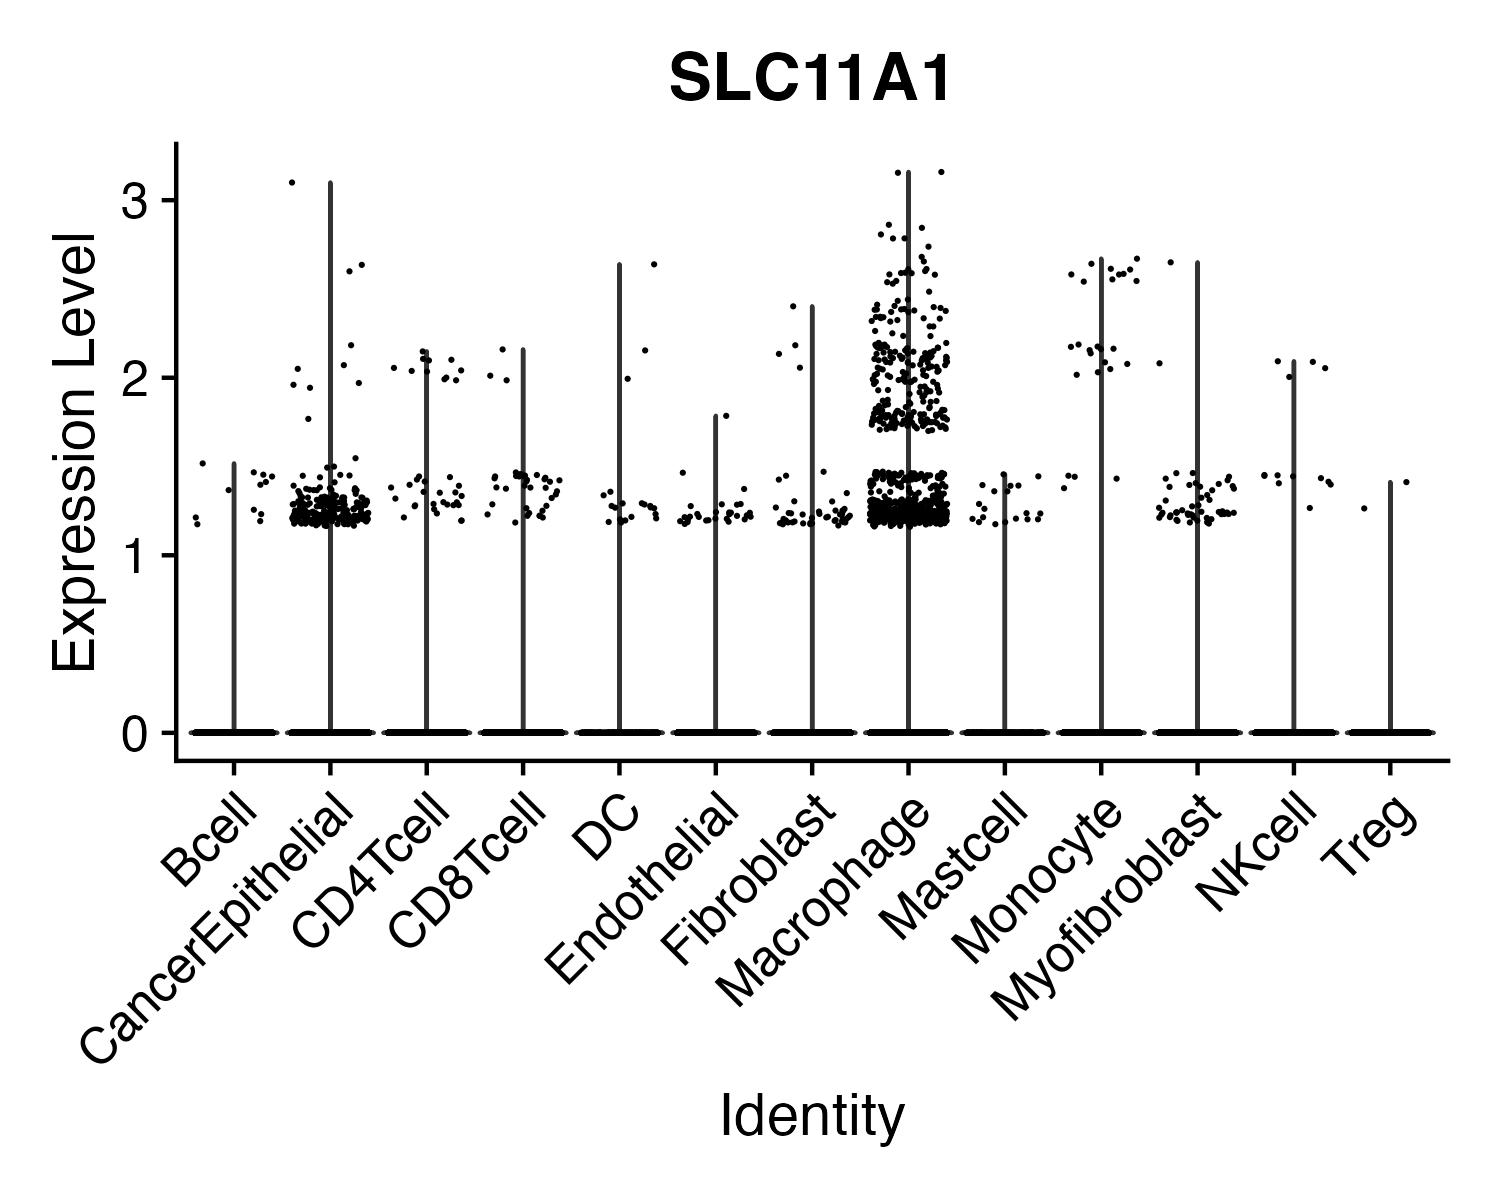 SLC11A1
Expression Level
3
2
1
0
Bcell
CancerEpithelial
CD4Tcell
CD8Tcell
DC
Endothelial
Fibroblast
Macrophage
Mastcell
Monocyte
Myofibroblast
NKcell
Treg
Identity